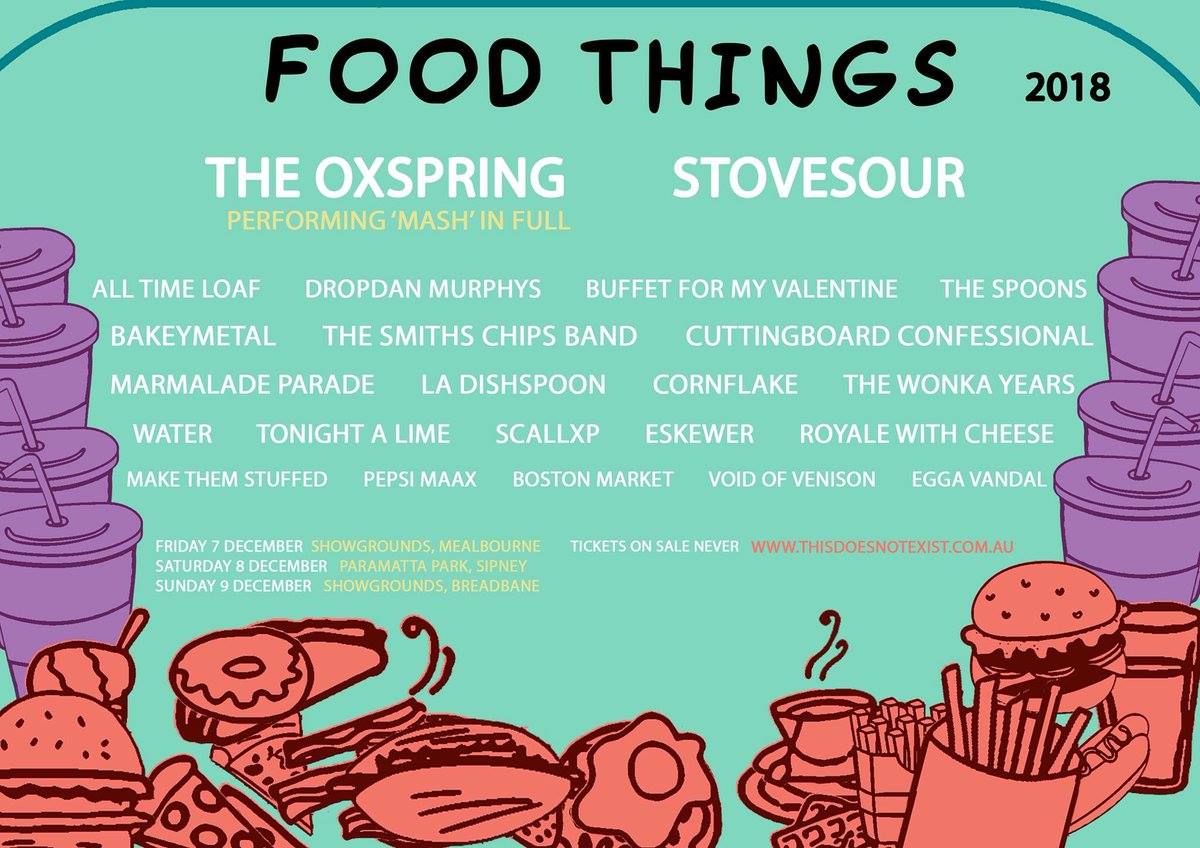 FOOD THINGS 2018
THE OXSPRING STOVESOUR
PERFORMING 'MASH' IN FULL
ALL TIME LOAF DROPDAN MURPHYS BUFFET FOR MY VALENTINE THE SPOONS
BAKEYMETAL THE SMITHS CHIPS BAND CUTTINGBOARD CONFESSIONAL
MARMALADE PARADE LA DISHSPOON CORNFLAKE THE WONKA YEARS
WATER TONIGHT A LIME SCALLXP ESKEWER ROYALE WITH CHEESE
MAKE THEM STUFFED PEPSI MAAX BOSTON MARKET VOID OF VENISON EGGA VANDAL
FRIDAY 7 DECEMBER SHOWGROUNDS, MEALBOURNE TICKETS ON SALE NEVER WWW.THISDOESNOTEXIST.COM.AU
SATURDAY 8 DECEMBER PARAMATTA PARK, SIPNEY
SUNDAY 9 DECEMBER SHOWGROUNDS, BREADBANE